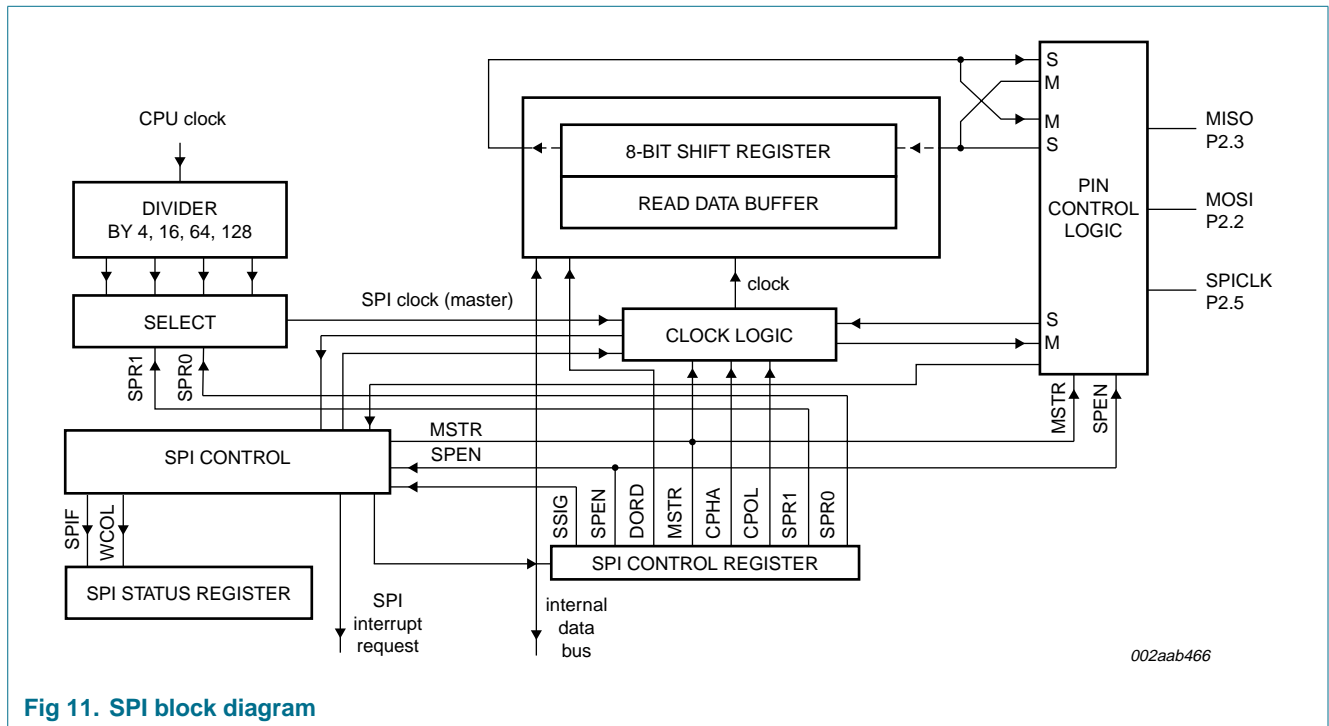 CPU clock
DIVIDER
BY 4, 16, 64, 128
SELECT
SPR1
SPR0
SPI clock (master)
8-BIT SHIFT REGISTER
READ DATA BUFFER
clock
CLOCK LOGIC
S
M
M
S
PIN
CONTROL
LOGIC
S
M
MISO
P2.3
MOSI
P2.2
SPICLK
P2.5
MSTR
SPEN
SPI CONTROL
MSTR
SPEN
SPIF
WCOL
SPI STATUS REGISTER
SSIG
SPEN
DORD
MSTR
CPHA
CPOL
SPR1
SPR0
SPI CONTROL REGISTER
SPI
interrupt
request
internal
data
bus
002aab466
Fig 11. SPI block diagram